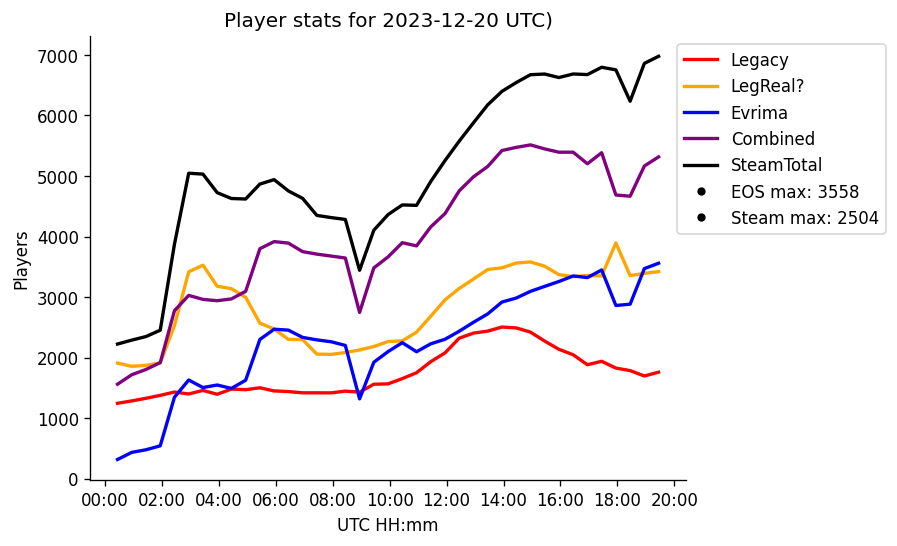 Player stats for 2023-12-20 UTC)
7000
6000
5000
4000
3000
2000
1000
0
Players
00:00 02:00 04:00 06:00 08:00 10:00 12:00 14:00 16:00 18:00 20:00
UTC HH:mm
Legacy
LegReal?
Evrima
Combined
SteamTotal
EOS max: 3558
Steam max: 2504